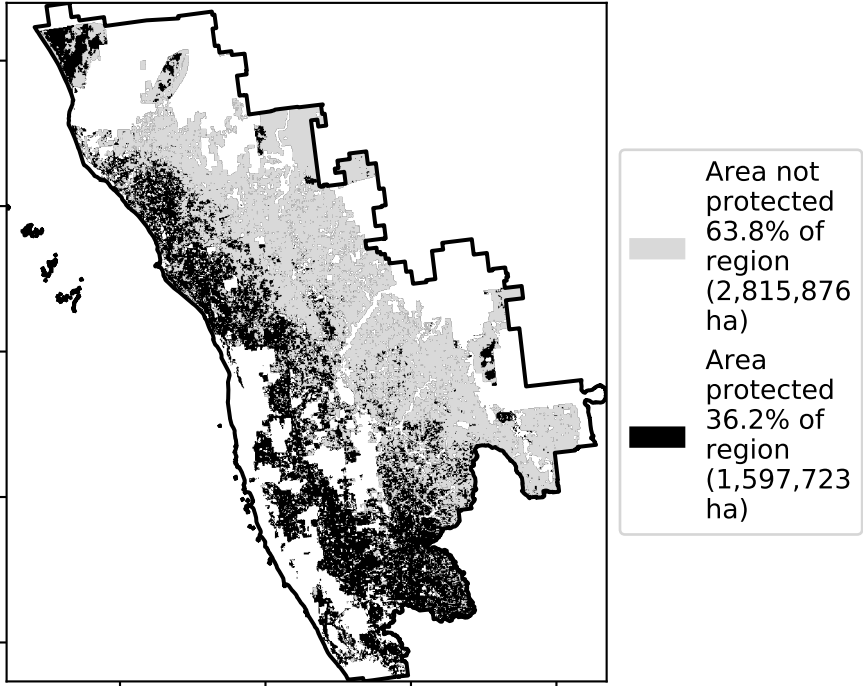 Area not
protected
63.8% of
region
(2,815,876
ha)
Area
protected
36.2% of
region
(1,597,723
ha)